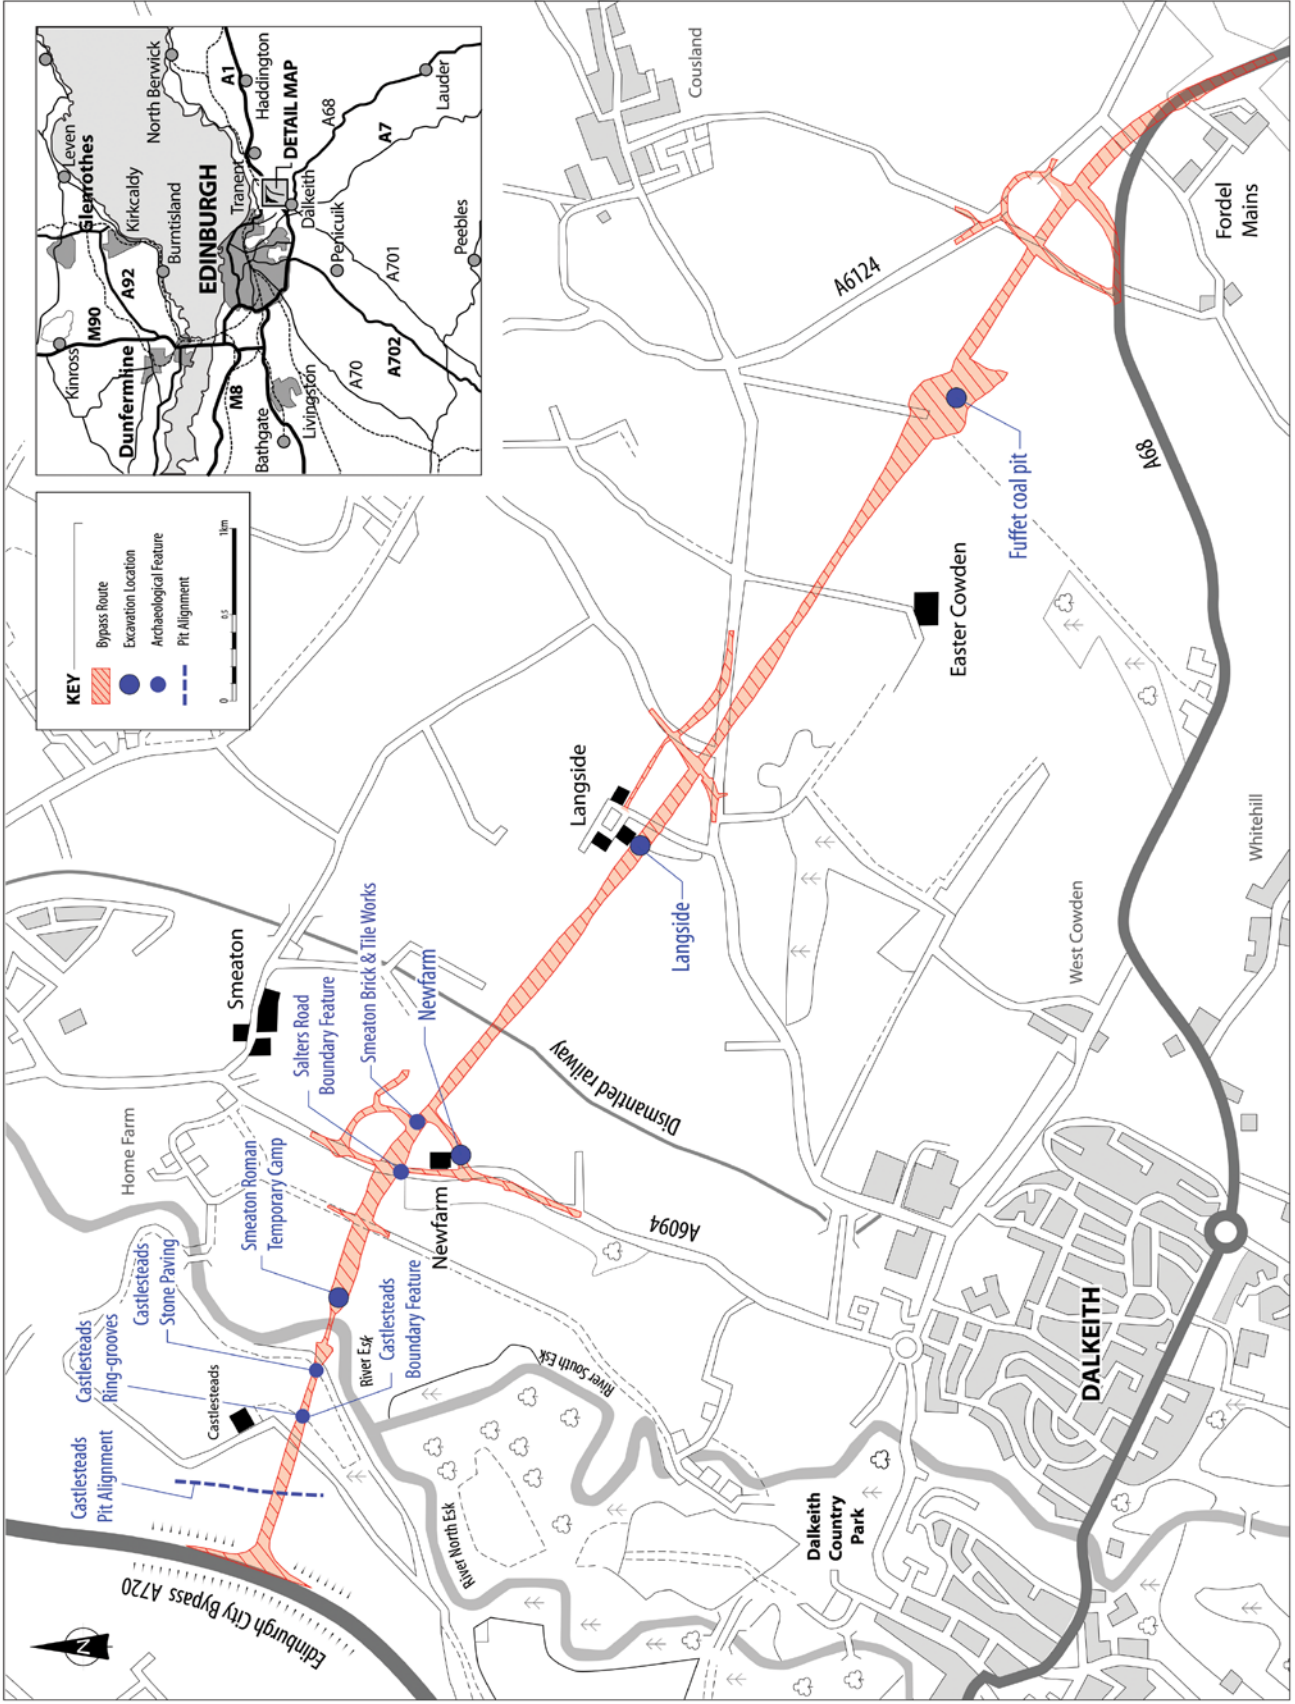 Leven
Glenrothes
Kirkcaldy
North Berwick
Burntisland
A92
M90
Kinross
Dunfermline
EDINBURGH
Tranent
A1
Haddington
DETAIL MAP
Dalkeith
A68
Lauder
A7
Penicuik
A701
Peebles
A702
A70
M8
Livingston
Bathgate
KEY
Bypass Route
Excavation Location
Archaeological Feature
Pit Alignment
0
0.5
1km
Cousland
A6124
Fordel
Mains
Fuffet coal pit
A68
Easter Cowden
Langside
Langside
Whitehill
West Cowden
Smeaton
Smeaton Brick & Tile Works
Salters Road
Boundary Feature
Newfarm
Dismantled railway
Home Farm
Smeaton Roman
Temporary Camp
Newfarm
A6094
Castlesteads
Stone Paving
Castlesteads
Ring-grooves
Castlesteads
Boundary Feature
River Esk
Castlesteads
Castlesteads
Pit Alignment
River South Esk
River North Esk
DALKEITH
Dalkeith
Country
Park
Edinburgh City Bypass A720
N